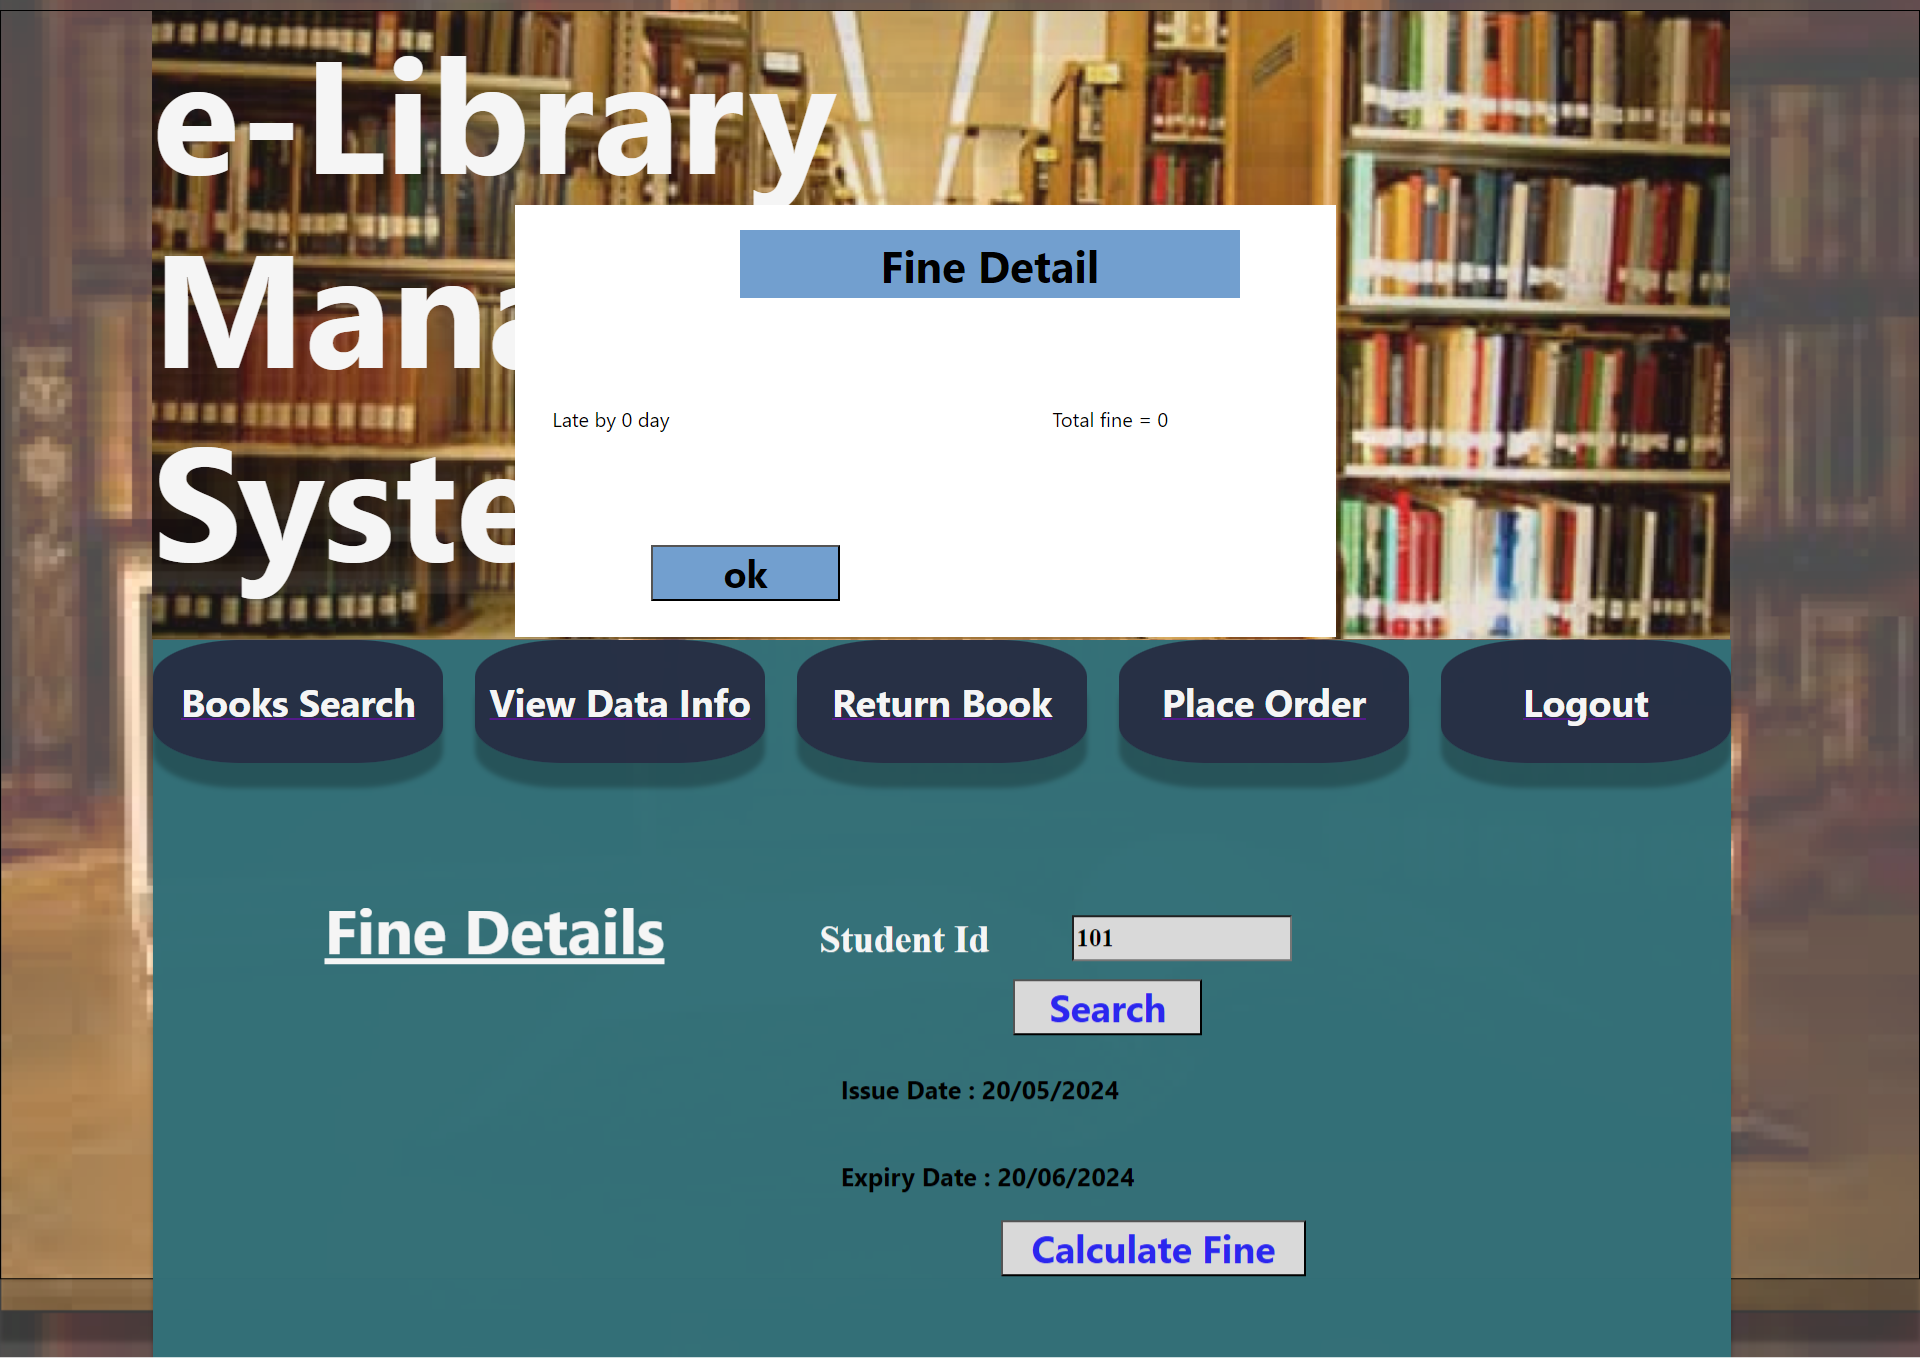 e-Library
Mana
Syste
Fine Detail
Late by 0 day
Total fine = 0
ok
Books Search
View Data Info
Return Book
Place Order
Logout
Fine Details
Student Id
101
Search
Issue Date : 20/05/2024
Expiry Date : 20/06/2024
Calculate Fine